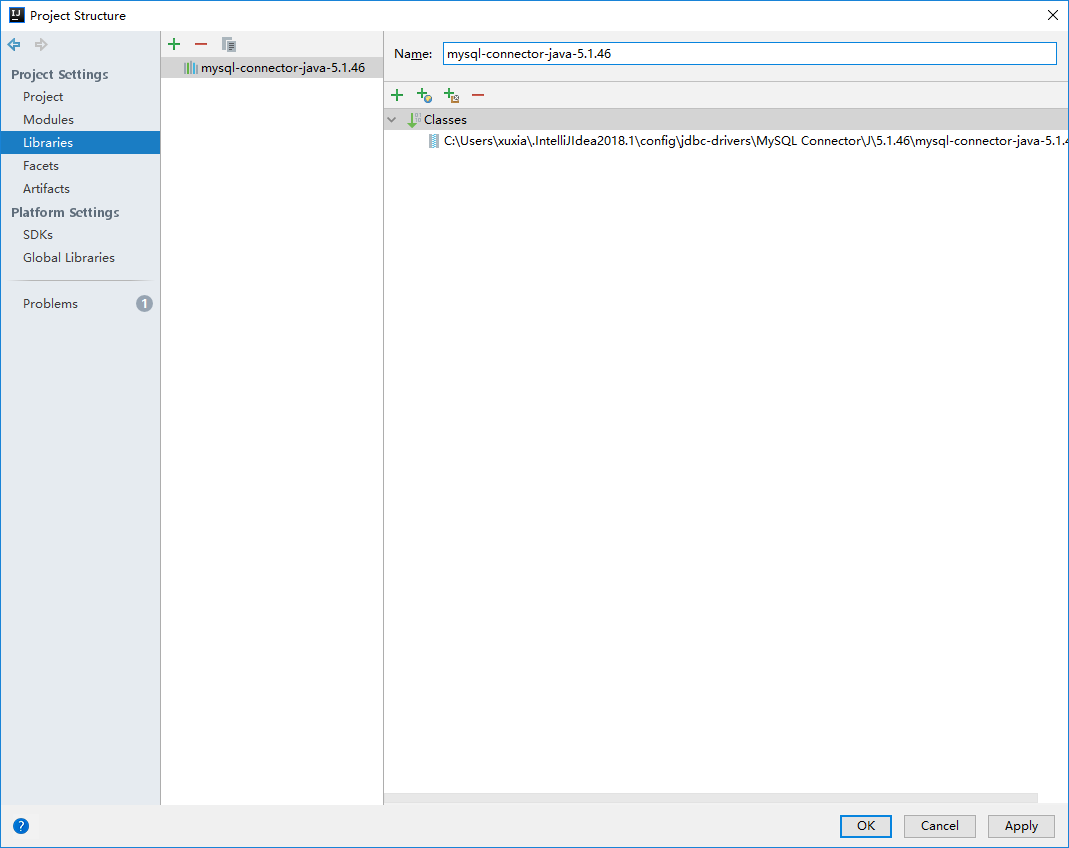 Project Structure
Project Settings
Project
Modules
Libraries
Facets
Artifacts
Platform Settings
SDKs
Global Libraries
Problems
1
mysql-connector-java-5.1.46
Name: mysql-connector-java-5.1.46
Classes
C:\Users\xuxia\.IntelliJIdea2018.1\config\jdbc-drivers\MySQL Connector\J\5.1.46\mysql-connector-java-5.1.4
?
OK Cancel Apply